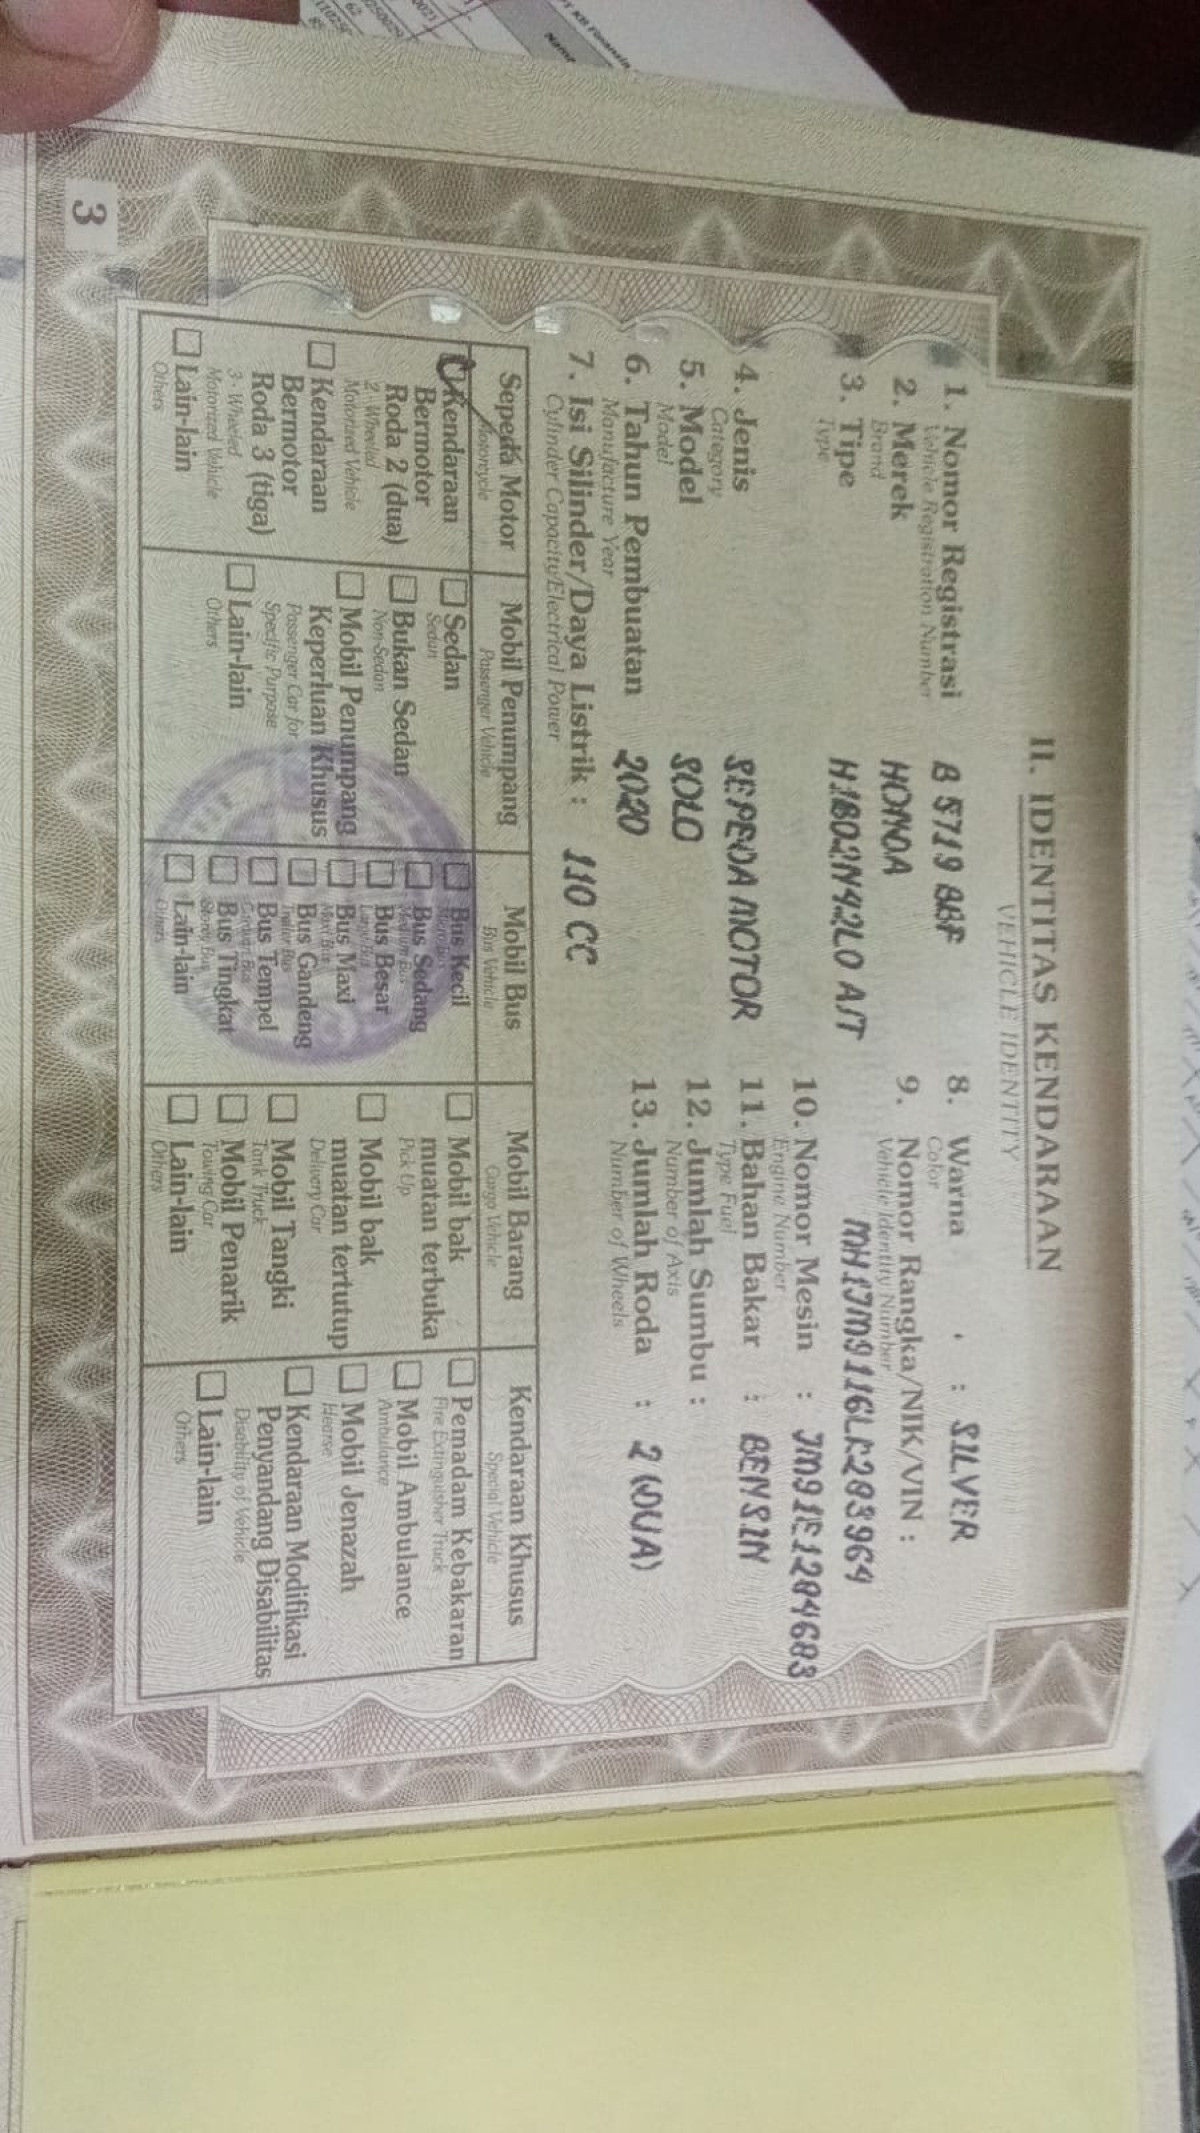 II. IDENTITAS KENDARAAN
VEHICLE IDENTITY
1. Nomor Registrasi B 5719 BBF
Vehicle Registration Number
2. Merek HONDA
Brand
3. Tipe H1B02N42L0 A/T
Type
4. Jenis SEPEDA MOTOR
Category
5. Model SOLO
Model
6. Tahun Pembuatan 2020
Manufacture Year
7. Isi Silinder/Daya Listrik : 110 CC
Cylinder Capacity/Electrical Power
8. Warna : SILVER
Color
9. Nomor Rangka/NIK/VIN :
Vehicle Identity Number
10. Nomor Mesin :
Engine Number
11. Bahan Bakar : BENSIN
Type Fuel
12. Jumlah Sumbu :
Number of Axis
13. Jumlah Roda : 2 (DUA)
Number of Wheels
Sepeda Motor
Motorcycle
Kendaraan
Bermotor
Roda 2 (dua)
2-Wheeled
Motorized Vehicle
Kendaraan
Bermotor
Roda 3 (tiga)
3-Wheeled
Motorized Vehicle
Lain-lain
Others
Mobil Penumpang
Passenger Vehicle
Sedan
Sedan
Bukan Sedan
Non-Sedan
Mobil Penumpang
Keperluan Khusus
Passenger Car for
Specific Purpose
Lain-lain
Others
Mobil Bus
Bus Vehicle
Bus Kecil
Bus Sedang
Bus Besar
Bus Maxi
Bus Gandeng
Bus Tempel
Bus Tingkat
Lain-lain
Others
Mobil Barang
Cargo Vehicle
Mobil bak
muatan terbuka
Pick Up
Mobil bak
muatan tertutup
Delivery Car
Mobil Tangki
Tank Truck
Mobil Penarik
Towing Car
Lain-lain
Others
Kendaraan Khusus
Special Vehicle
Pemadam Kebakaran
Fire Extinguisher Truck
Mobil Ambulance
Ambulance
Mobil Jenazah
Hearse
Kendaraan Modifikasi
Penyandang Disabilitas
Disability of Vehicle
Lain-lain
Others
3